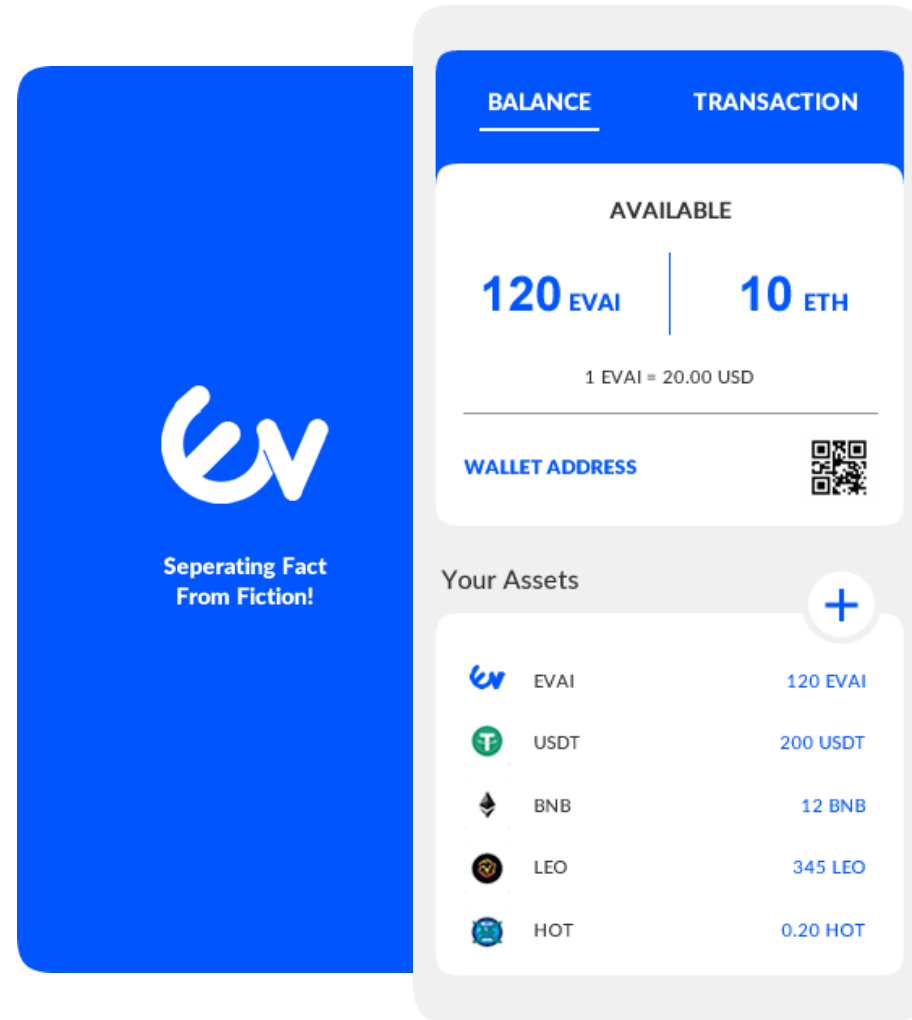 Ev
Seperating Fact
From Fiction!
BALANCE TRANSACTION
AVAILABLE
120 EVAI 10 ETH
1 EVAI = 20.00 USD
WALLET ADDRESS
Your Assets
+
EVAI 120 EVAI
USDT 200 USDT
BNB 12 BNB
LEO 345 LEO
HOT 0.20 HOT